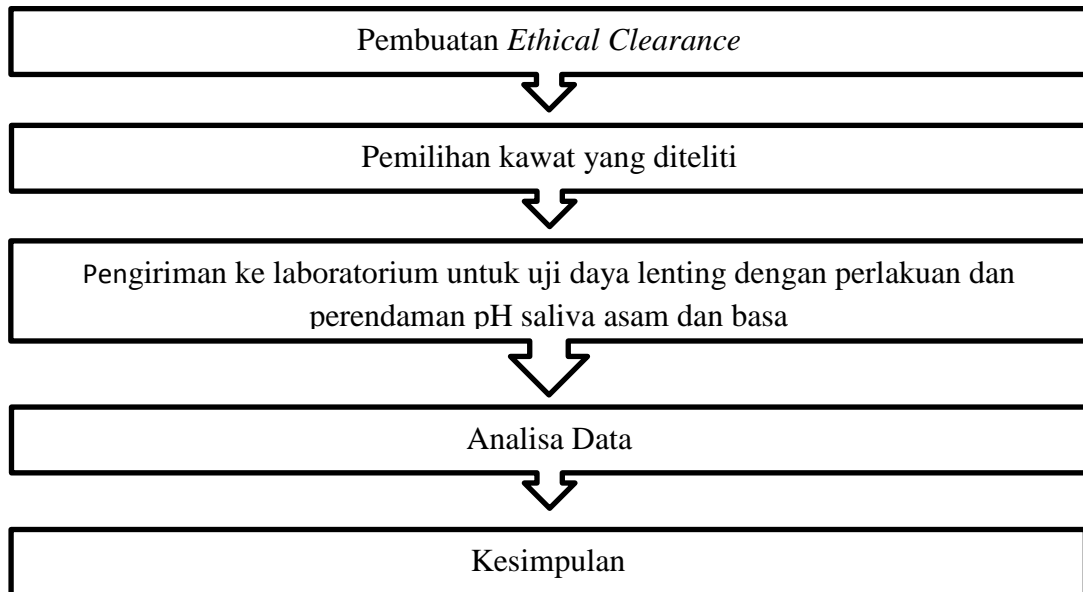 Pembuatan Ethical Clearance
Pemilihan kawat yang diteliti
Pengiriman ke laboratorium untuk uji daya lenting dengan perlakuan dan
perendaman pH saliva asam dan basa
Analisa Data
Kesimpulan